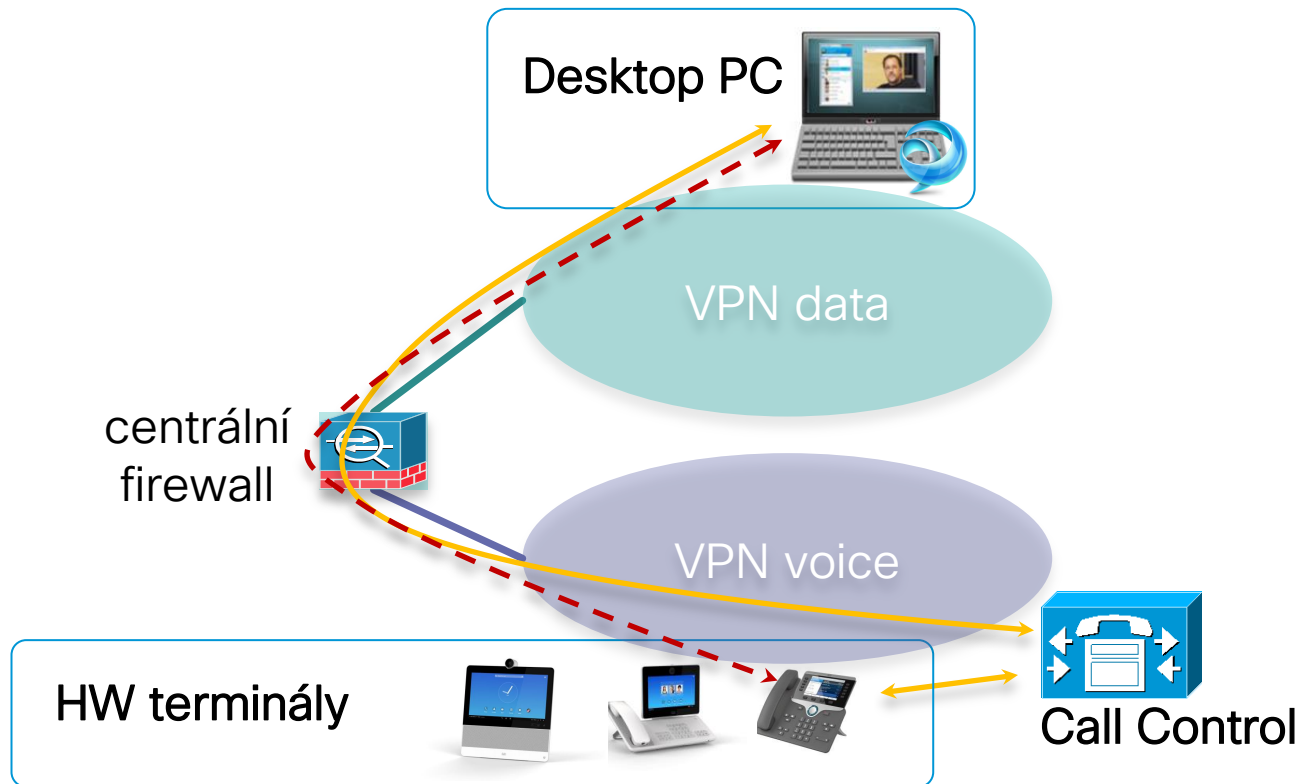 Desktop PC
VPN data
centrální
firewall
VPN voice
HW terminály
Call Control